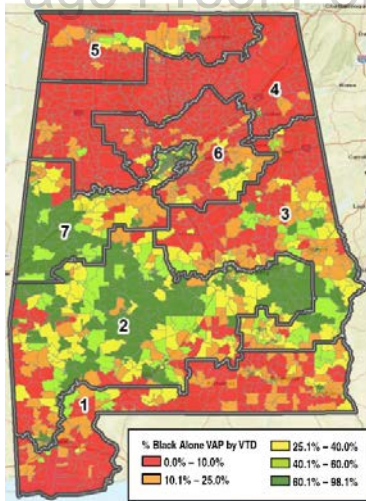 5
4
6
7
3
2
1
% Black Alone VAP by VTD
0.0% – 10.0%
10.1% – 25.0%
25.1% – 40.0%
40.1% – 60.0%
60.1% – 98.1%